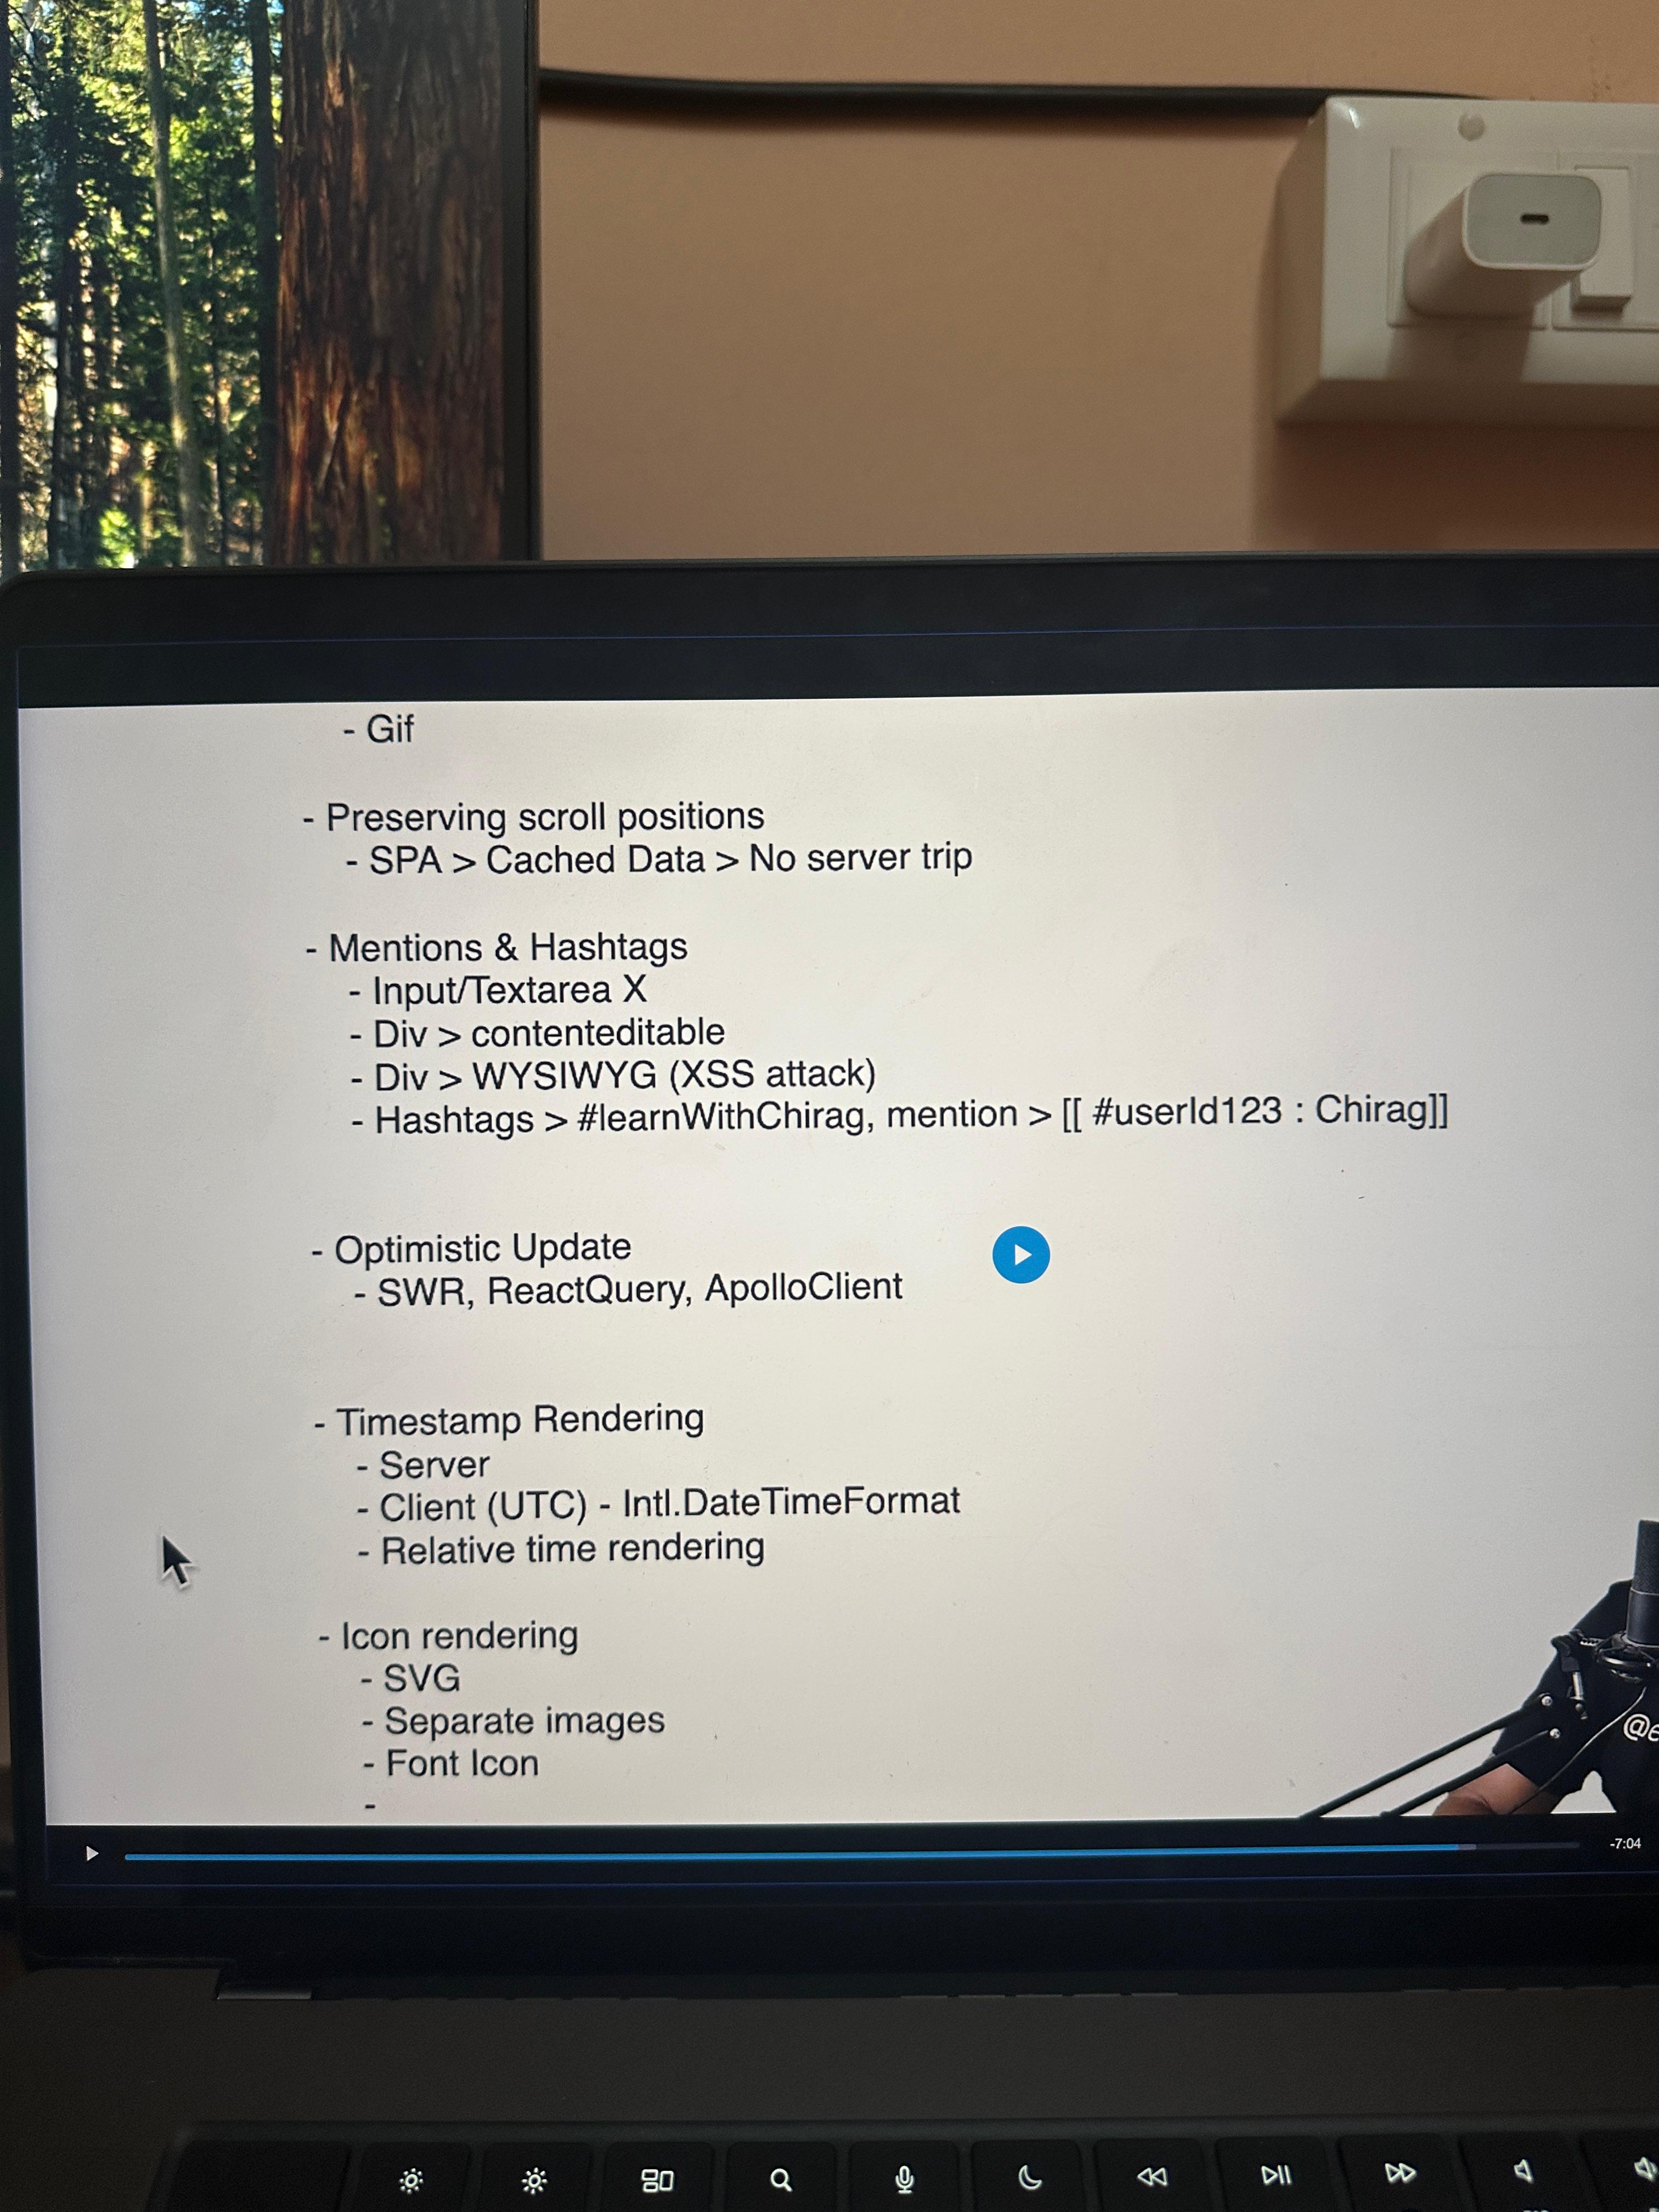 - Gif
- Preserving scroll positions
- SPA > Cached Data > No server trip
- Mentions & Hashtags
- Input/Textarea X
- Div > contenteditable
- Div > WYSIWYG (XSS attack)
- Hashtags > #learnWithChirag, mention > [[ #userId123 : Chirag]]
- Optimistic Update
- SWR, ReactQuery, ApolloClient
- Timestamp Rendering
- Server
- Client (UTC) - Intl.DateTimeFormat
- Relative time rendering
- Icon rendering
- SVG
- Separate images
- Font Icon
-
-7:04